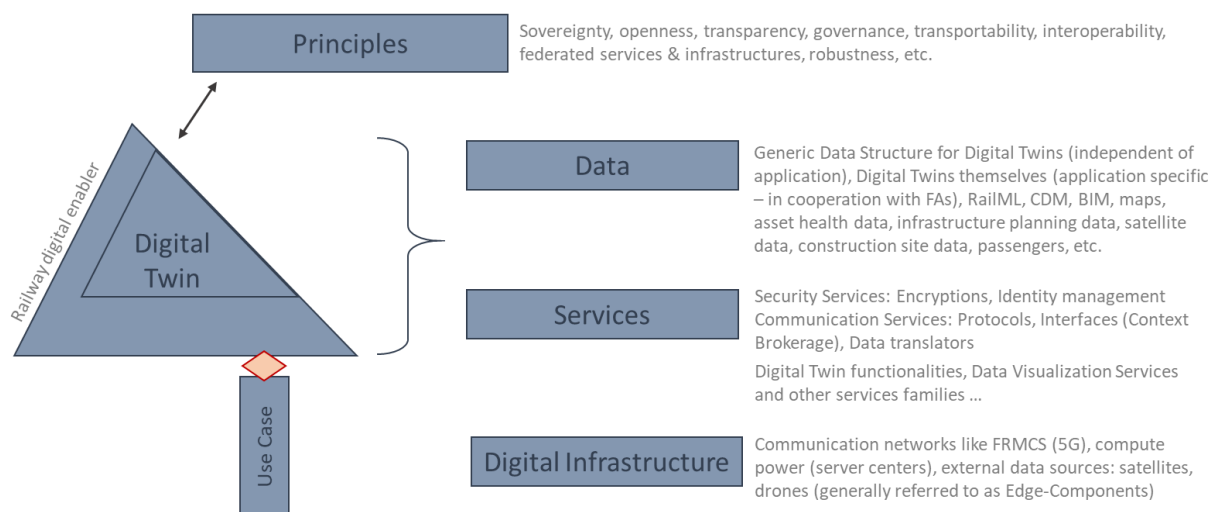 Principles
Sovereignty, openness, transparency, governance, transportability, interoperability,
federated services & infrastructures, robustness, etc.
Railway digital enabler
Digital
Twin
Use Case
Data
Generic Data Structure for Digital Twins (independent of
application), Digital Twins themselves (application specific
– in cooperation with FAs), RailML, CDM, BIM, maps,
asset health data, infrastructure planning data, satellite
data, construction site data, passengers, etc.
Services
Security Services: Encryptions, Identity management
Communication Services: Protocols, Interfaces (Context
Brokerage), Data translators
Digital Twin functionalities, Data Visualization Services
and other services families ...
Digital Infrastructure
Communication networks like FRMCS (5G), compute
power (server centers), external data sources: satellites,
drones (generally referred to as Edge-Components)